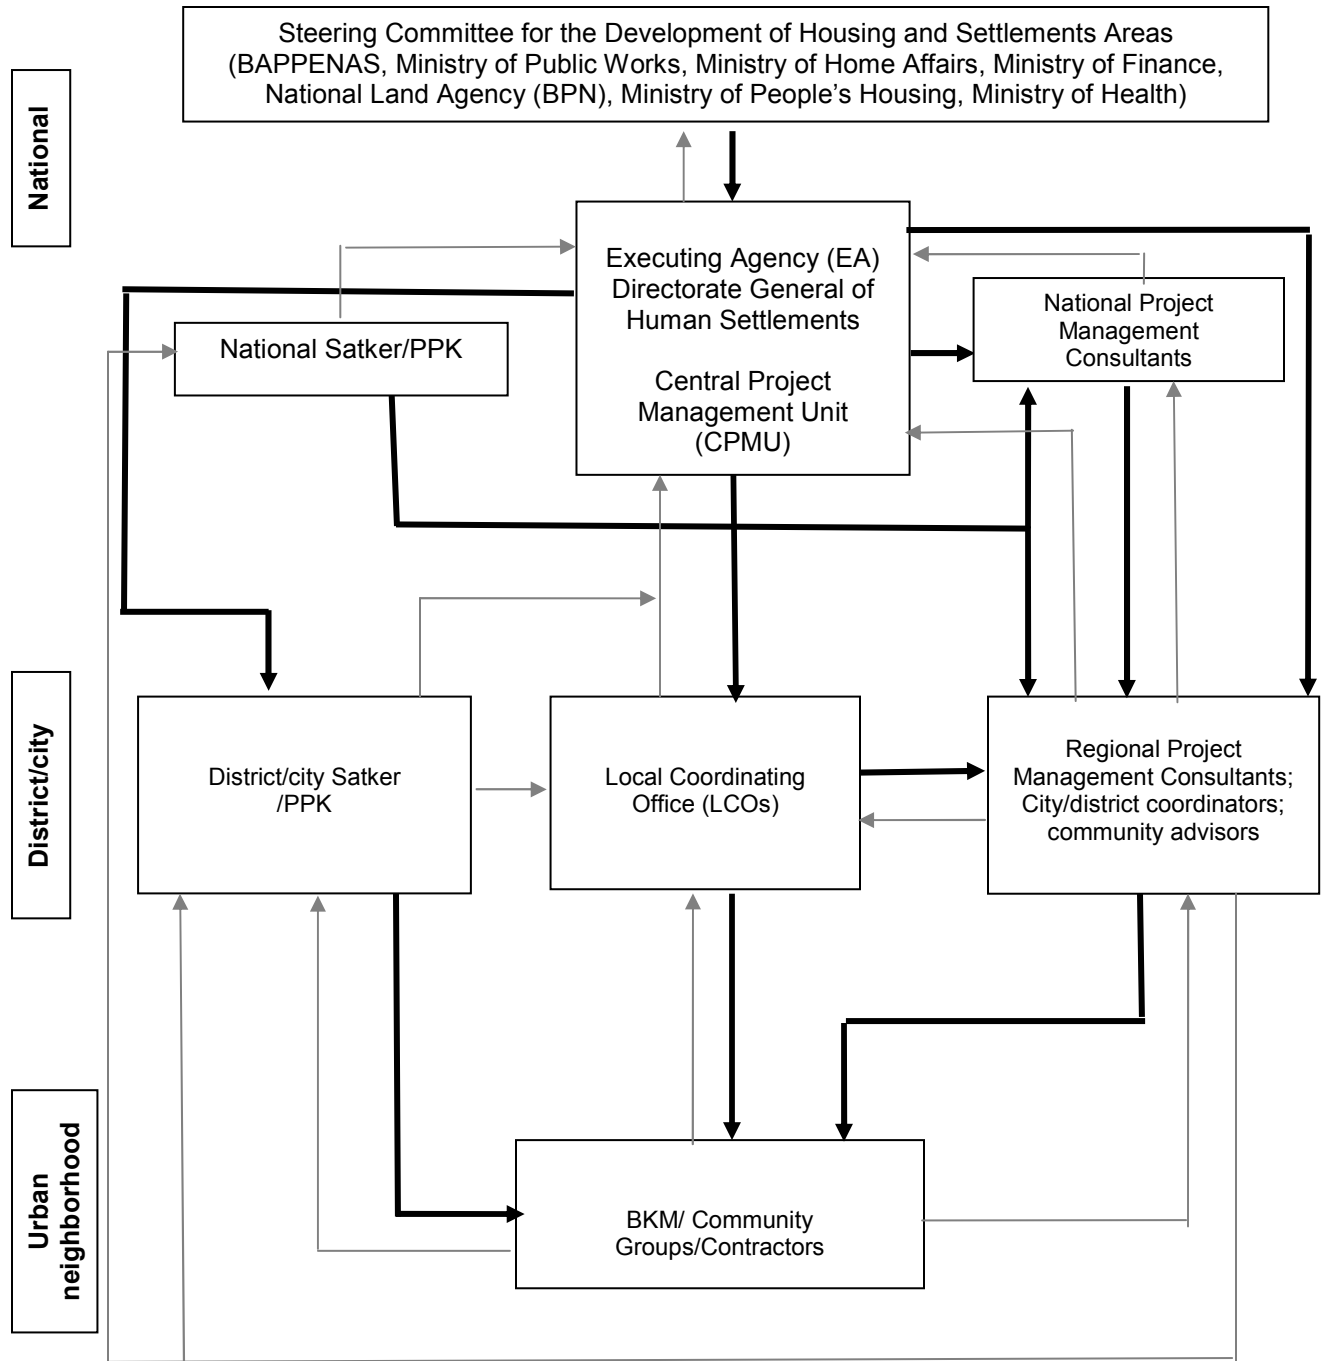 Steering Committee for the Development of Housing and Settlements Areas
(BAPPENAS, Ministry of Public Works, Ministry of Home Affairs, Ministry of Finance,
National Land Agency (BPN), Ministry of People's Housing, Ministry of Health)
National
Executing Agency (EA)
Directorate General of
Human Settlements
Central Project
Management Unit
(CPMU)
National Satker/PPK
National Project
Management
Consultants
District/city
District/city Satker
/PPK
Local Coordinating
Office (LCOs)
Regional Project
Management Consultants;
City/district coordinators;
community advisors
Urban
neighborhood
BKM/ Community
Groups/Contractors